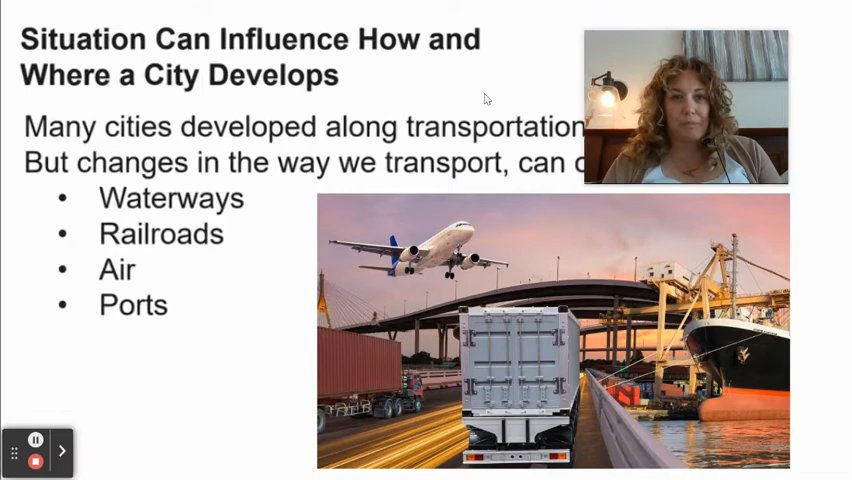 Situation Can Influence How and
Where a City Develops
Many cities developed along transportation
But changes in the way we transport, can
• Waterways
• Railroads
• Air
• Ports